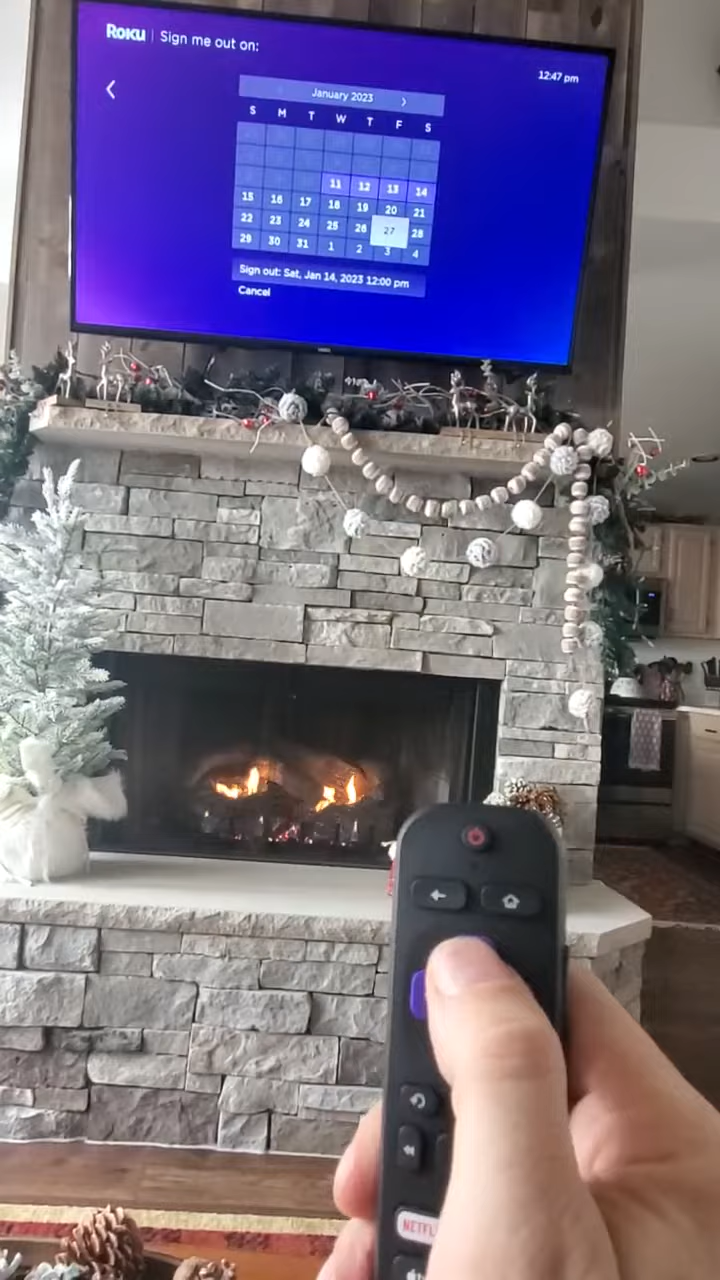 Roku | Sign me out on:
12:47 pm
January 2023
S M T W T F S
11 12 13 14
15 16 17 18 19 20 21
22 23 24 25 26 27 28
29 30 31 1 2 3 4
Sign out: Sat, Jan 14, 2023 12:00 pm
Cancel